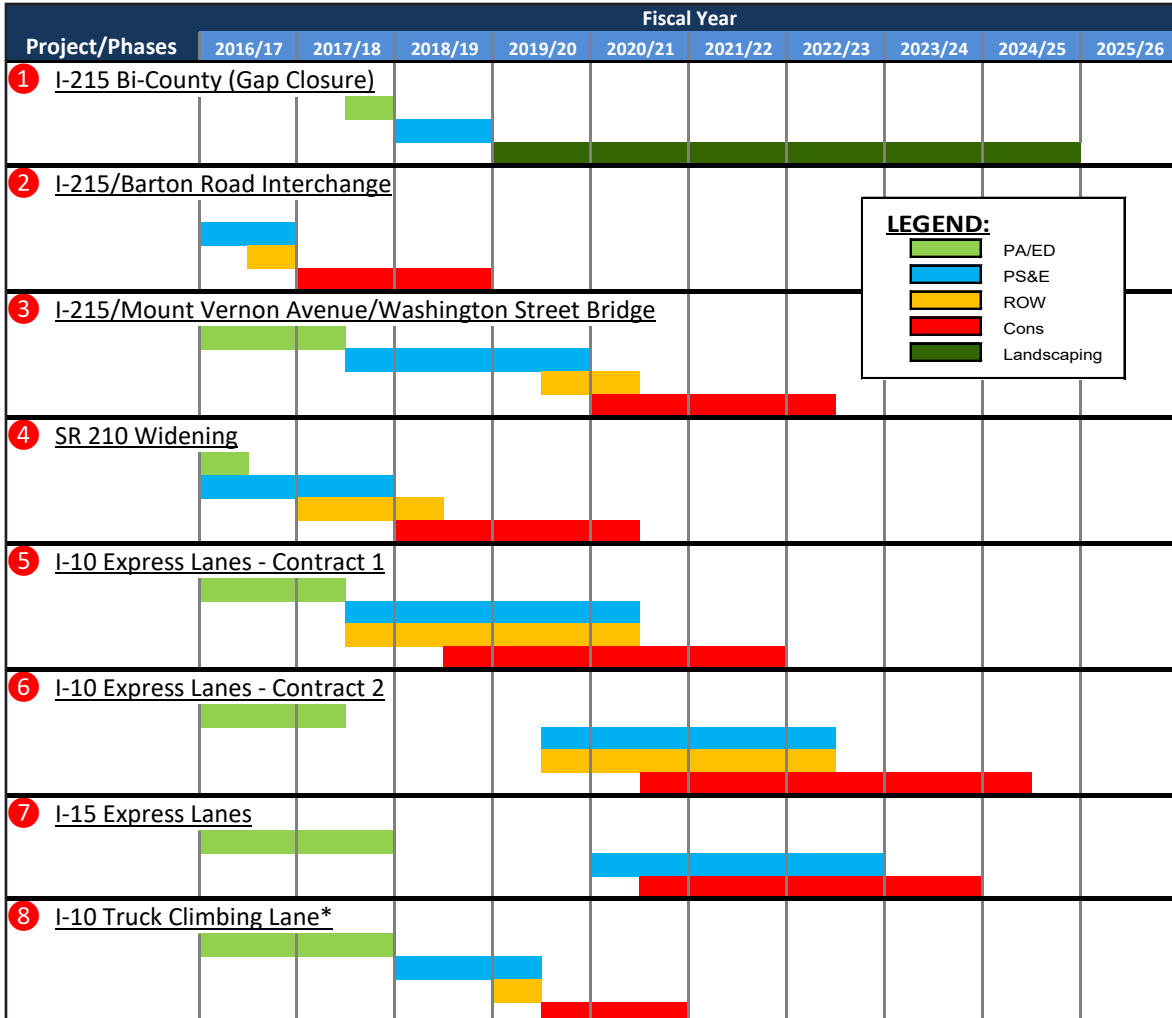 Fiscal Year
Project/Phases 2016/17 2017/18 2018/19 2019/20 2020/21 2021/22 2022/23 2023/24 2024/25 2025/26
1 I-215 Bi-County (Gap Closure)
2 I-215/Barton Road Interchange
LEGEND:
PA/ED
PS&E
ROW
Cons
Landscaping
3 I-215/Mount Vernon Avenue/Washington Street Bridge
4 SR 210 Widening
5 I-10 Express Lanes - Contract 1
6 I-10 Express Lanes - Contract 2
7 I-15 Express Lanes
8 I-10 Truck Climbing Lane*